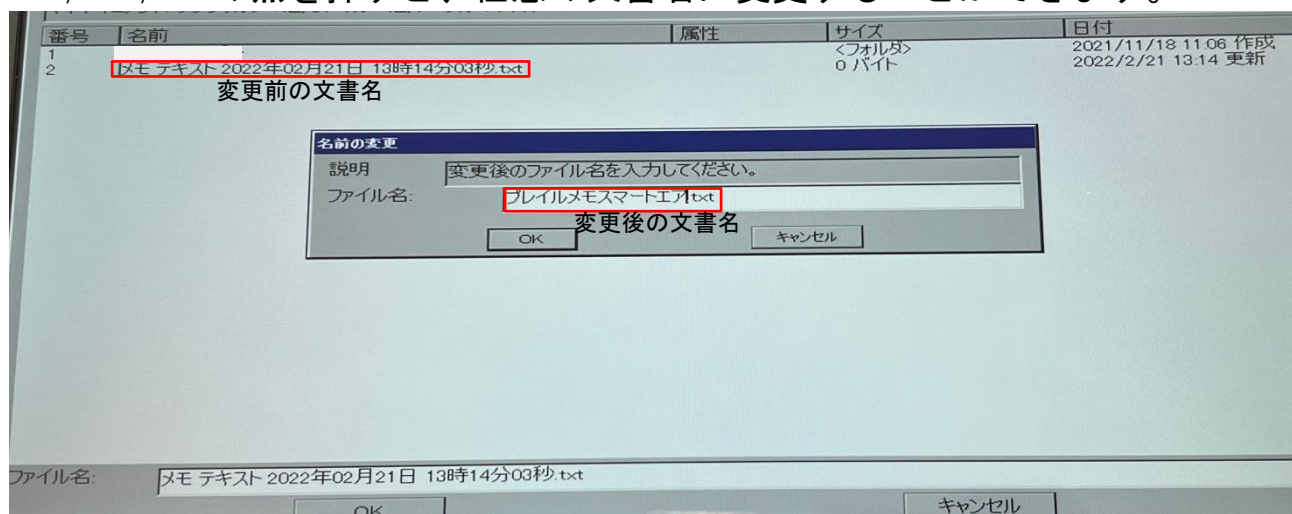 番号 名前 属性 サイズ 日付
1 <フォルダ> 2021/11/18 11:06 作成
2 メモ テキスト 2022年02月21日 13時14分03秒.txt 0 バイト 2022/2/21 13:14 更新
変更前の文書名
名前の変更
説明 変更後のファイル名を入力してください。
ファイル名: ブレイルメモスマートエア.txt
変更後の文書名
OK キャンセル
ファイル名: メモ テキスト 2022年02月21日 13時14分03秒.txt
OK キャンセル